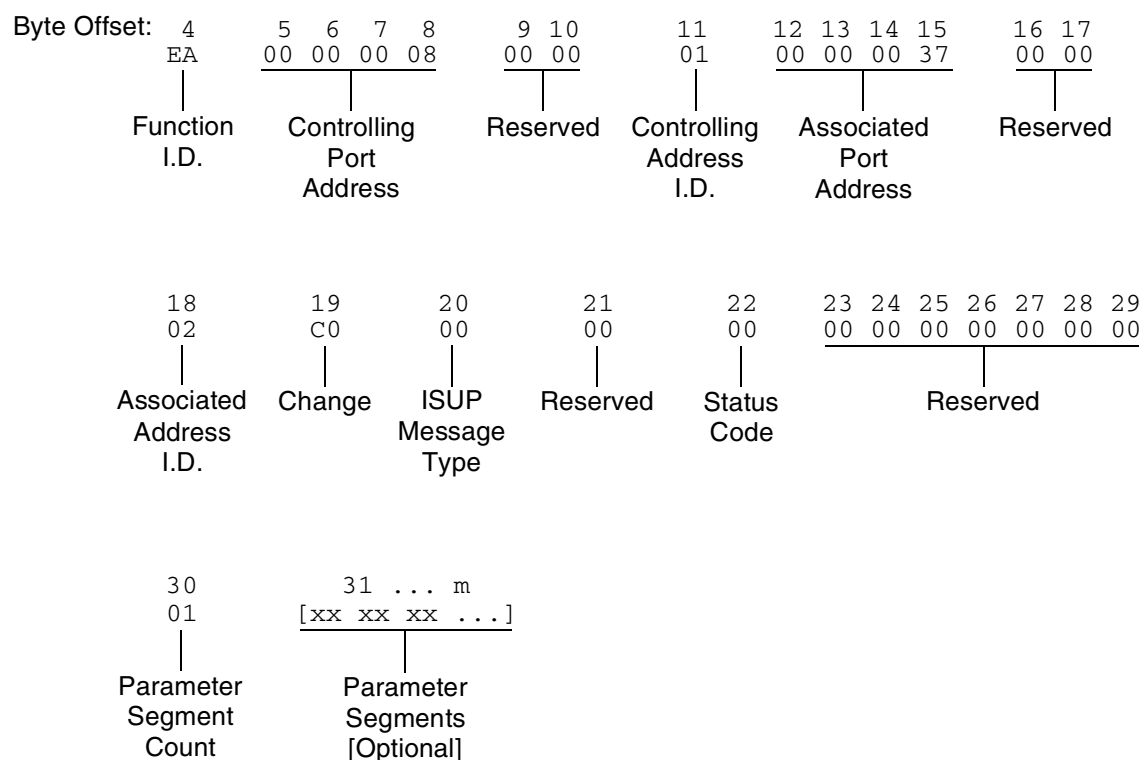 Byte Offset: 4 5 6 7 8 9 10 11 12 13 14 15 16 17
EA 00 00 00 08 00 00 01 00 00 00 37 00 00
Function I.D.
Controlling Port Address
Reserved
Controlling Address I.D.
Associated Port Address
Reserved
18 19 20 21 22 23 24 25 26 27 28 29
02 C0 00 00 00 00 00 00 00 00 00 00
Associated Address I.D.
Change
ISUP Message Type
Reserved
Status Code
Reserved
30 31 ... m
01 [xx xx xx ...]
Parameter Segment Count
Parameter Segments [Optional]